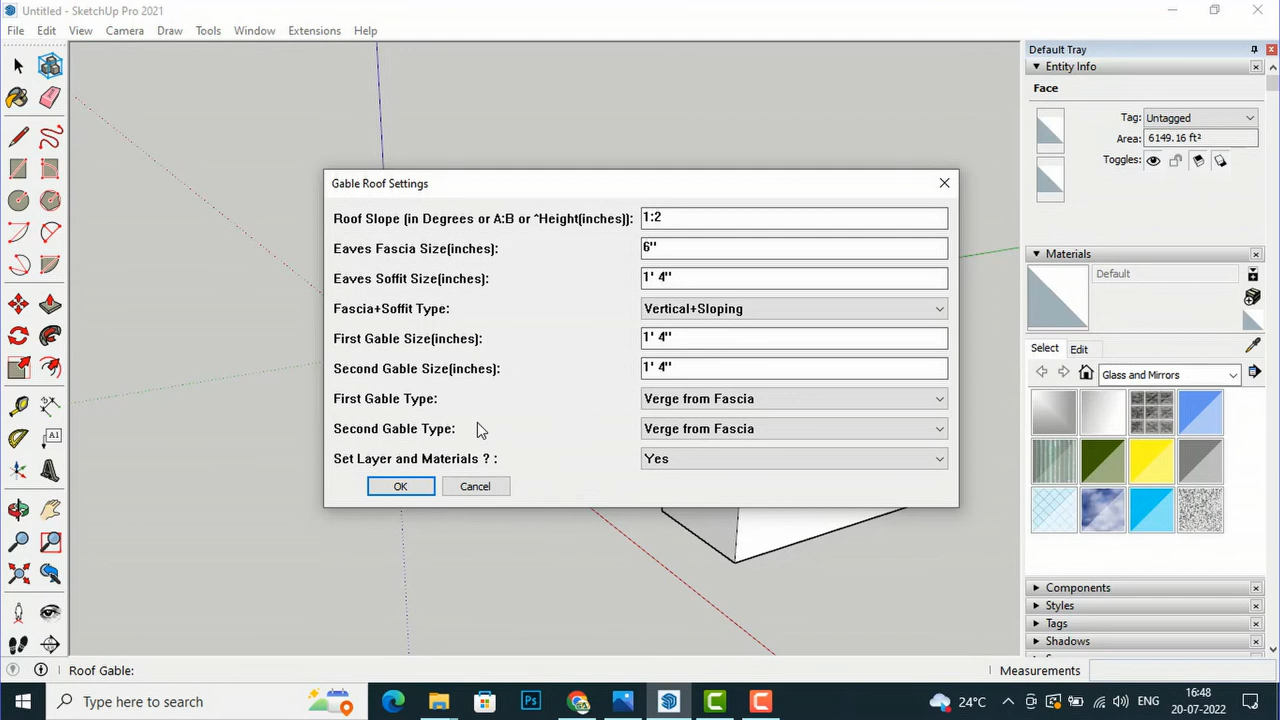 Untitled - SketchUp Pro 2021
File Edit View Camera Draw Tools Window Extensions Help
Default Tray
Entity Info
Face
Tag: Untagged
Area: 6149.16 ft²
Toggles:
Gable Roof Settings
Roof Slope (in Degrees or A:B or ^Height(inches)): 1:2
Eaves Fascia Size(inches): 6"
Eaves Soffit Size(inches): 1' 4"
Fascia+Soffit Type: Vertical+Sloping
First Gable Size(inches): 1' 4"
Second Gable Size(inches): 1' 4"
First Gable Type: Verge from Fascia
Second Gable Type: Verge from Fascia
Set Layer and Materials ? : Yes
OK Cancel
Materials
Default
Select Edit
Glass and Mirrors
Components
Styles
Tags
Shadows
A1
Roof Gable:
Measurements
Type here to search
Ps
24°C
ENG
16:48
20-07-2022